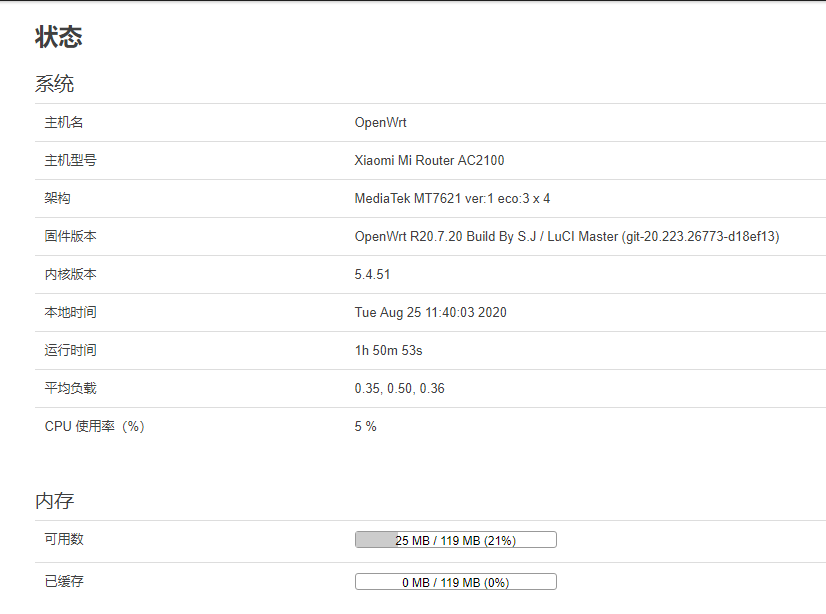 状态
系统
主机名 OpenWrt
主机型号 Xiaomi Mi Router AC2100
架构 MediaTek MT7621 ver:1 eco:3 x 4
固件版本 OpenWrt R20.7.20 Build By S.J / LuCI Master (git-20.223.26773-d18ef13)
内核版本 5.4.51
本地时间 Tue Aug 25 11:40:03 2020
运行时间 1h 50m 53s
平均负载 0.35, 0.50, 0.36
CPU 使用率（%） 5 %
内存
可用数 25 MB / 119 MB (21%)
已缓存 0 MB / 119 MB (0%)